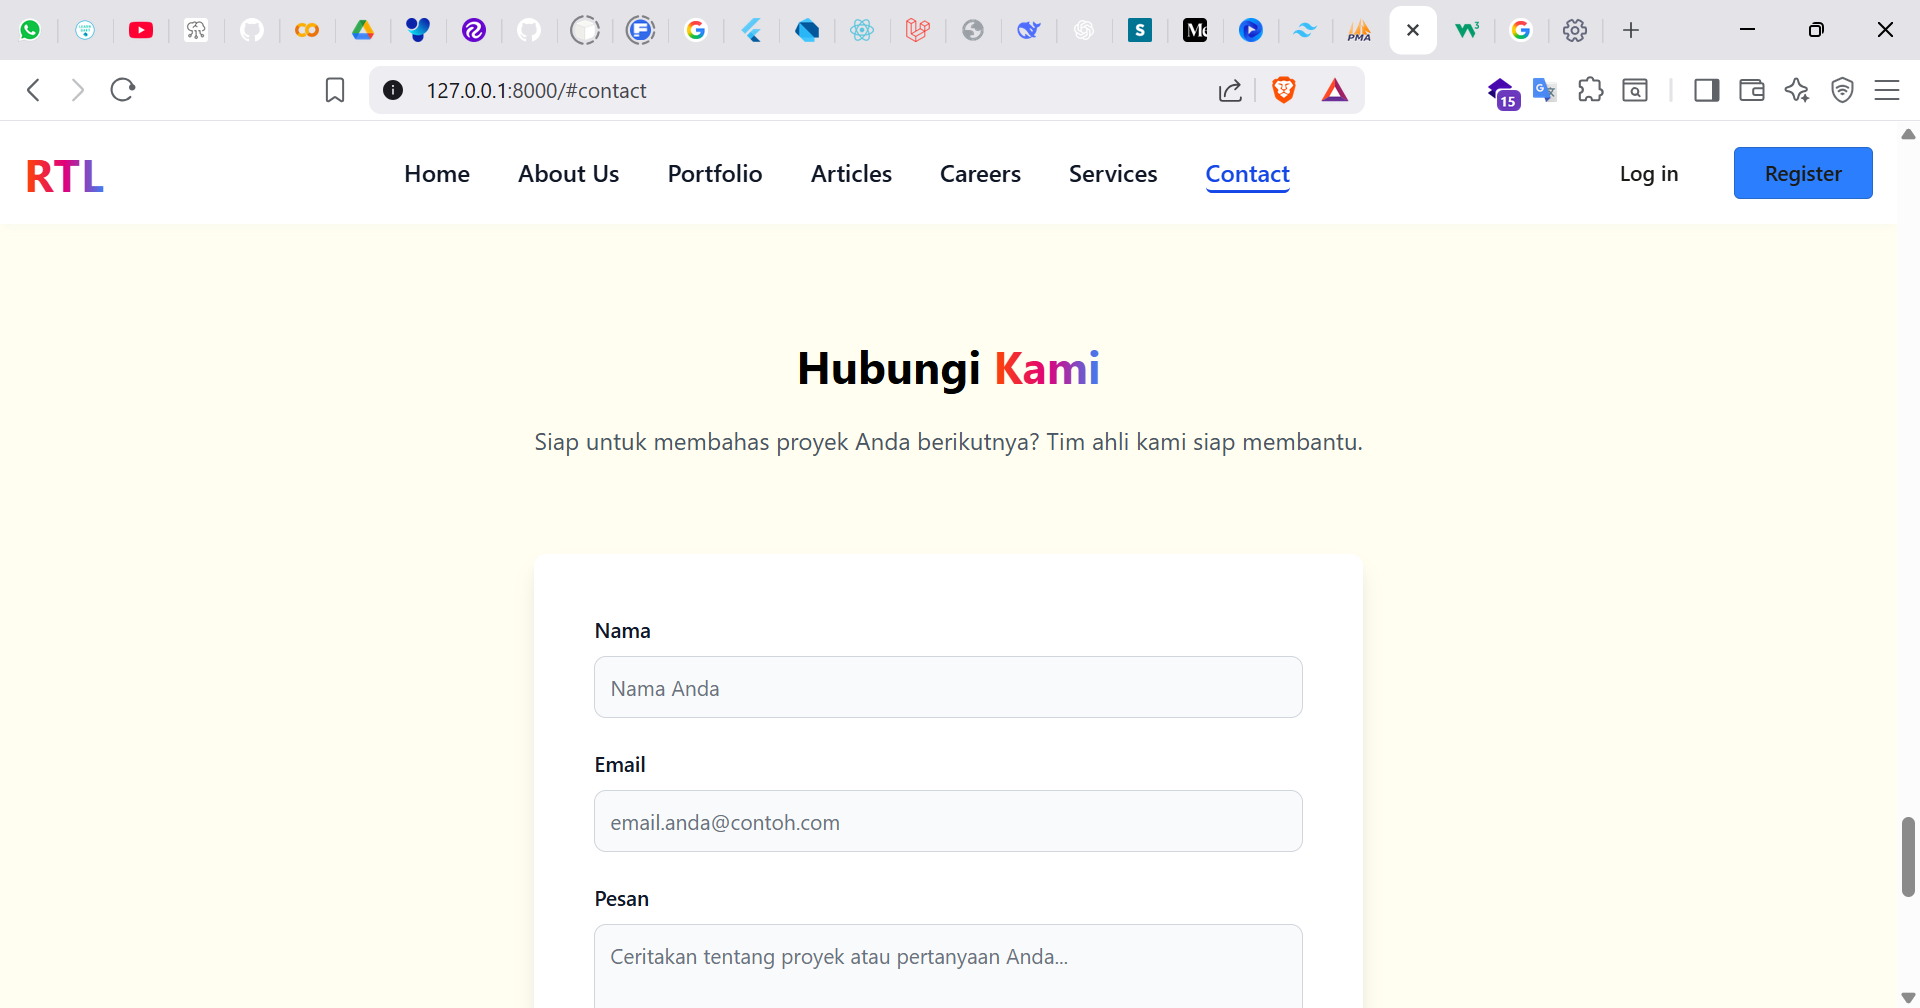 PMA
127.0.0.1:8000/#contact
15
RTL
Home About Us Portfolio Articles Careers Services Contact Log in Register
Hubungi Kami
Siap untuk membahas proyek Anda berikutnya? Tim ahli kami siap membantu.
Nama
Nama Anda
Email
email.anda@contoh.com
Pesan
Ceritakan tentang proyek atau pertanyaan Anda...